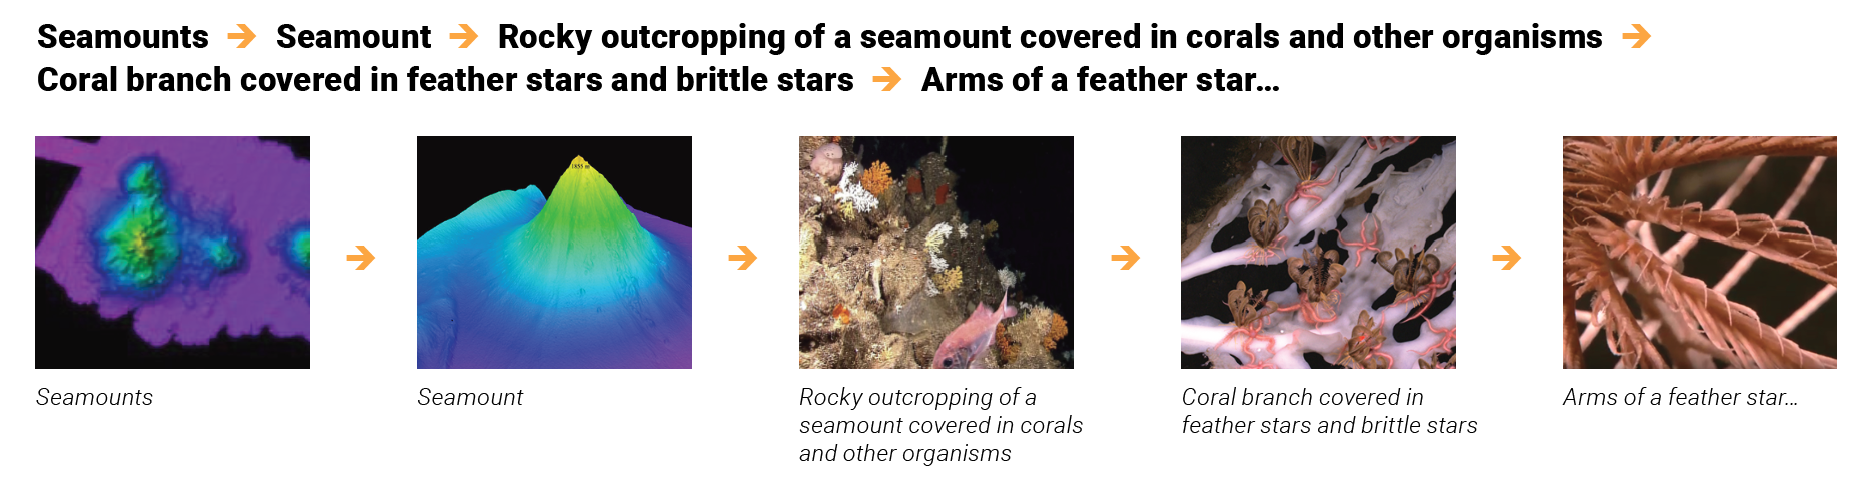 Seamounts → Seamount → Rocky outcropping of a seamount covered in corals and other organisms →
Coral branch covered in feather stars and brittle stars → Arms of a feather star...
1855 m
Seamounts
Seamount
Rocky outcropping of a
seamount covered in corals
and other organisms
Coral branch covered in
feather stars and brittle stars
Arms of a feather star...